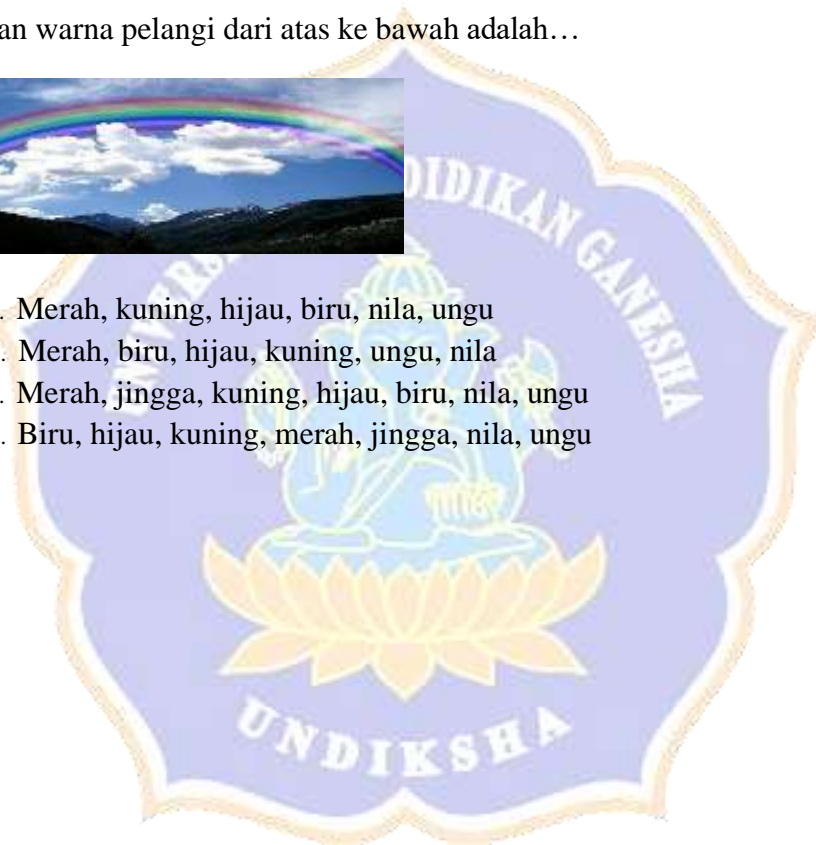 an warna pelangi dari atas ke bawah adalah…
. Merah, kuning, hijau, biru, nila, ungu
. Merah, biru, hijau, kuning, ungu, nila
. Merah, jingga, kuning, hijau, biru, nila, ungu
. Biru, hijau, kuning, merah, jingga, nila, ungu
GANESHA
UNDIKSHA